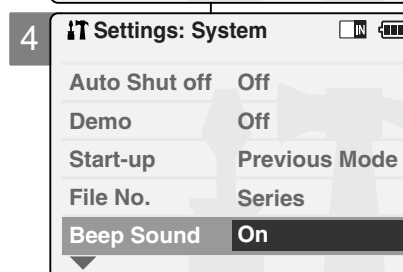 4
Settings: System IN
Auto Shut off Off
Demo Off
Start-up Previous Mode
File No. Series
Beep Sound On